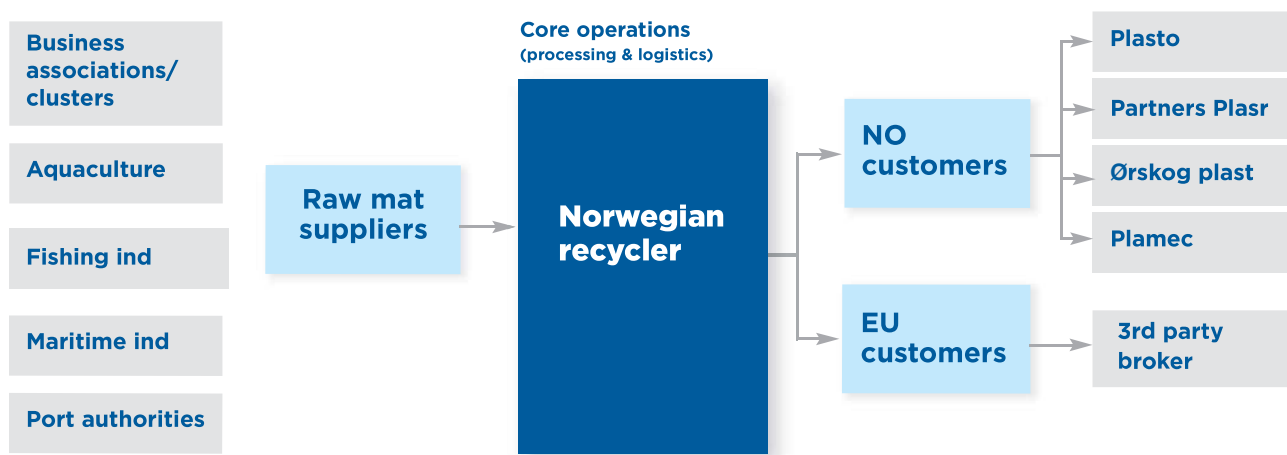 Business
associations/
clusters
Aquaculture
Fishing ind
Maritime ind
Port authorities
Raw mat
suppliers
Core operations
(processing & logistics)
Norwegian
recycler
NO
customers
EU
customers
Plasto
Partners Plasr
Ørskog plast
Plamec
3rd party
broker